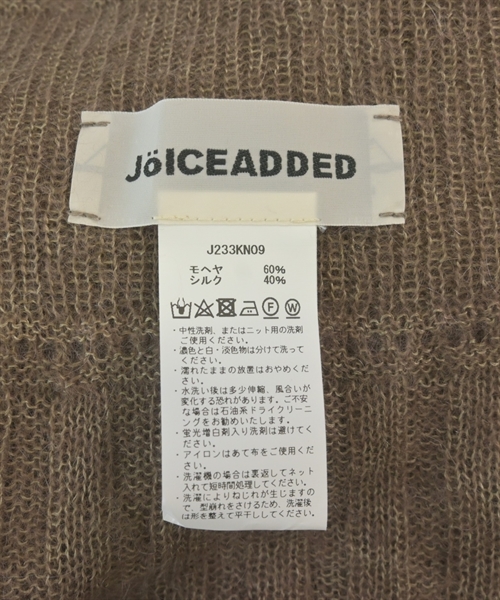 JöICEADDED
J233KN09
モヘヤ 60%
シルク 40%
・中性洗剤、またはニット用の洗剤
ご使用ください。
・濃色と白・淡色物は分けて洗って
ください。
・濡れたままの放置はおやめくださ
い。
・水洗い後は多少伸縮、風合いが
変化する恐れがあります。ご不安
な場合は石油系ドライクリーニ
ングをお勧めいたします。
・蛍光増白剤入り洗剤は避けてく
ださい。
・アイロンはあて布をご使用くだ
さい。
・洗濯機の場合は裏返してネット
入れて短時間処理してください。
・洗濯によりねじれが生じますの
で、型崩れをさけるため、洗濯後
は形を整えて平干ししてください。